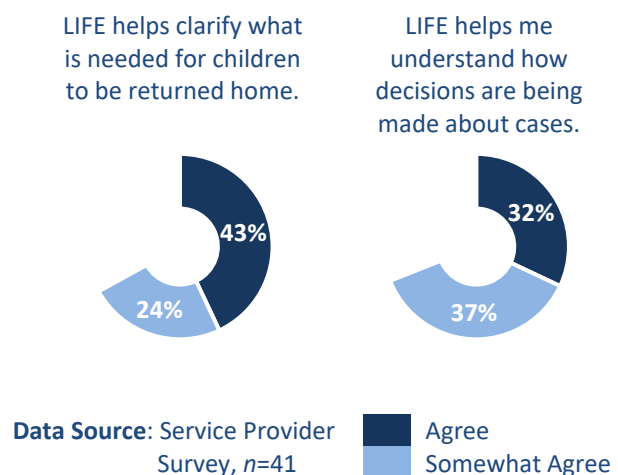 LIFE helps clarify what
is needed for children
to be returned home.
43%
24%
LIFE helps me
understand how
decisions are being
made about cases.
32%
37%
Data Source: Service Provider
Survey, n=41
Agree
Somewhat Agree